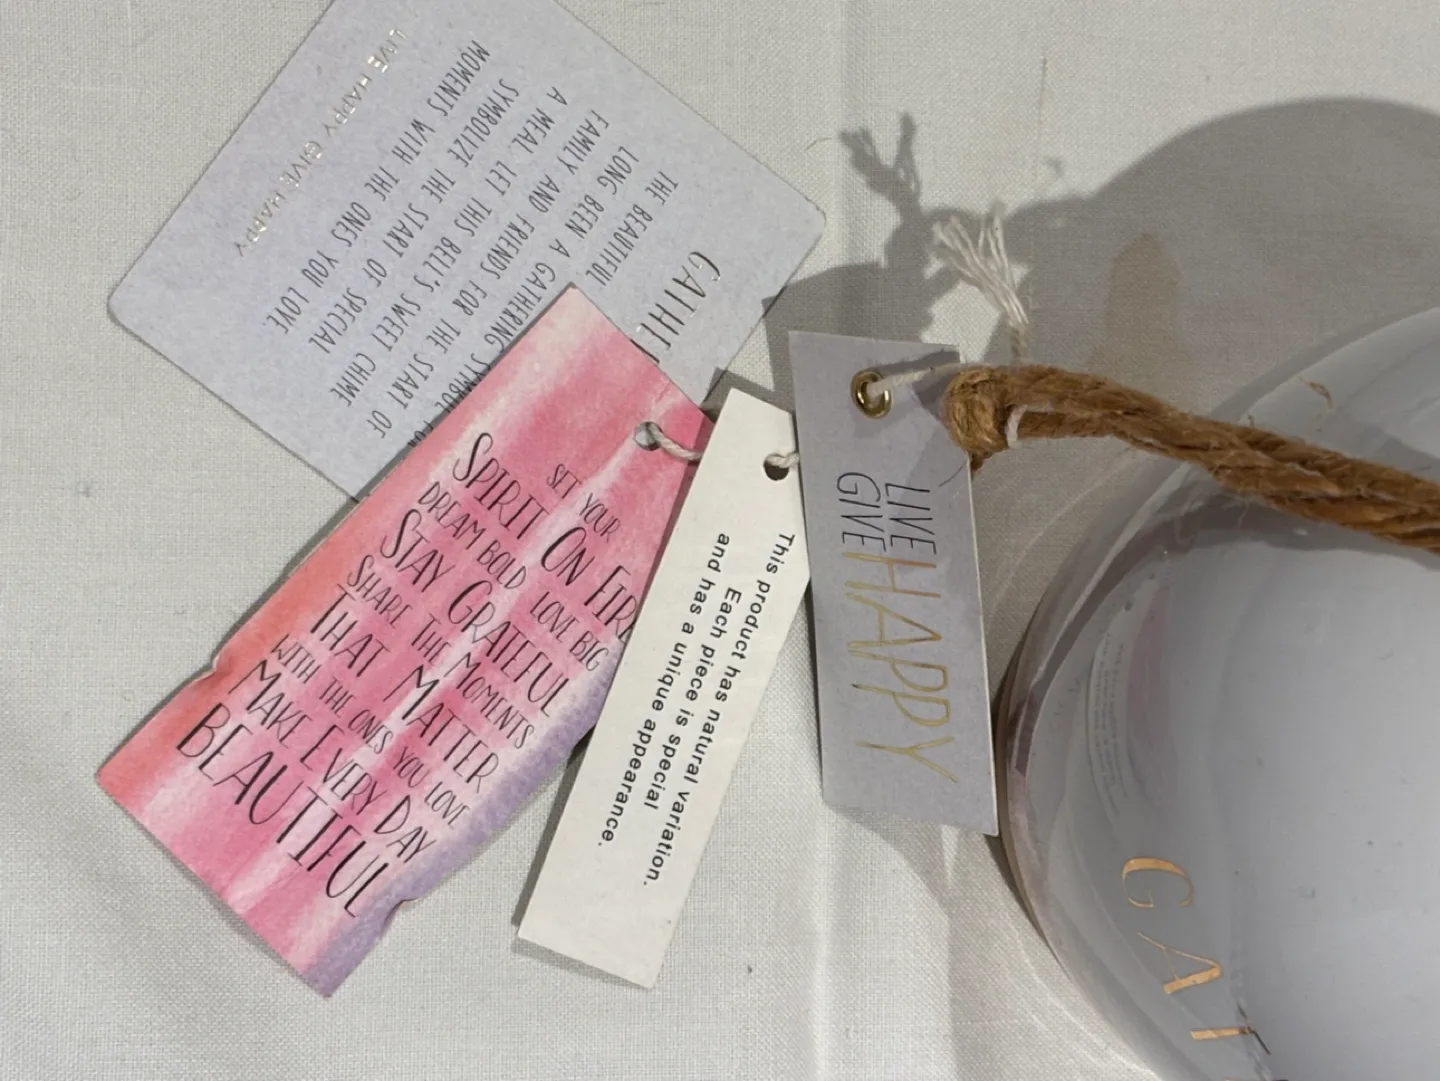 GATHE
THE BEAUTIFUL
LONG BEEN A GATHERING SYMBOL FOR
FAMILY AND FRIENDS FOR THE START OF
A MEAL. LET THIS BELL'S SWEET CHIME
SYMBOLIZE THE START OF SPECIAL
MOMENTS WITH THE ONES YOU LOVE.
LIVE HAPPY GIVE HAPPY
SET YOUR
SPIRIT ON FIRE
DREAM BOLD LOVE BIG
STAY GRATEFUL
SHARE THE MOMENTS
THAT MATTER
WITH THE ONES YOU LOVE
MAKE EVERY DAY
BEAUTIFUL
This product has natural variation.
Each piece is special
and has a unique appearance.
LIVE
GIVE HAPPY
GAT